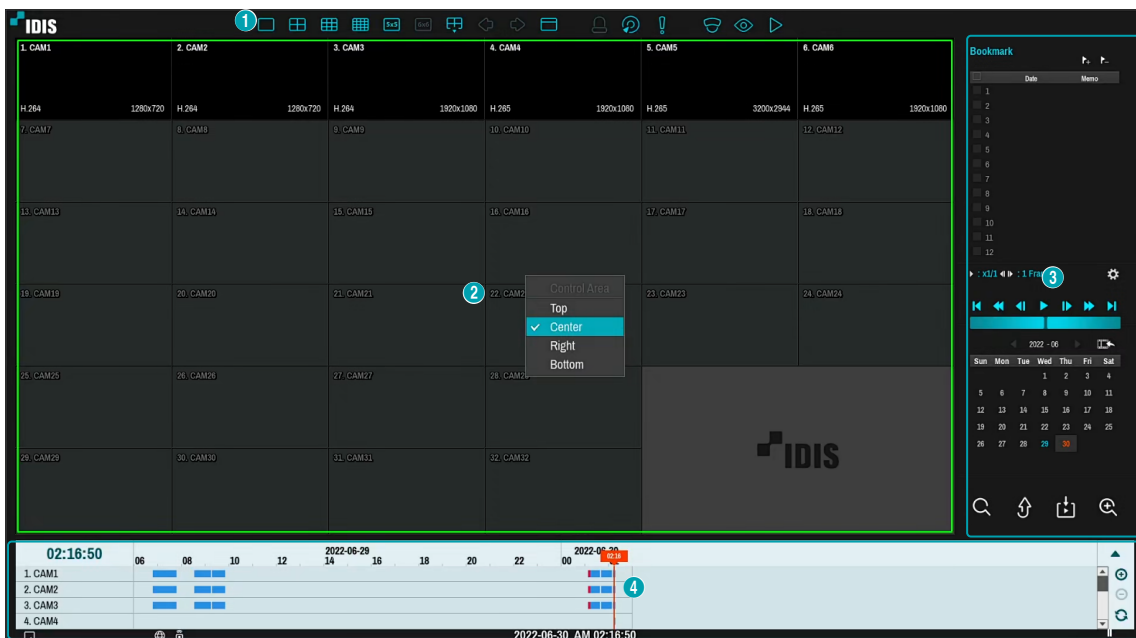 IDIS
1
5x5
6x6
1. CAM1 2. CAM2 3. CAM3 4. CAM4 5. CAM5 6. CAM6
H.264 1280x720 H.264 1280x720 H.264 1920x1080 H.265 1920x1080 H.265 3200x2944 H.265 1920x1080
7. CAM7 8. CAM8 9. CAM9 10. CAM10 11. CAM11 12. CAM12
13. CAM13 14. CAM14 15. CAM15 16. CAM16 17. CAM17 18. CAM18
19. CAM19 20. CAM20 21. CAM21 2 22. CAM2 23. CAM23 24. CAM24
Control Area
Top
Center
Right
Bottom
25. CAM25 26. CAM26 27. CAM27 28. CAM28
29. CAM29 30. CAM30 31. CAM31 32. CAM32
IDIS
Bookmark
Date Memo
1
2
3
4
5
6
7
8
9
10
11
12
: x1/1 : 1 Fra 3
2022 - 06
Sun Mon Tue Wed Thu Fri Sat
1 2 3 4
5 6 7 8 9 10 11
12 13 14 15 16 17 18
19 20 21 22 23 24 25
26 27 28 29 30
02:16:50
2022-06-29 2022-06-30
06 08 10 12 14 16 18 20 22 00
02:16
1. CAM1
2. CAM2 4
3. CAM3
4. CAM4
2022-06-30 AM 02:16:50